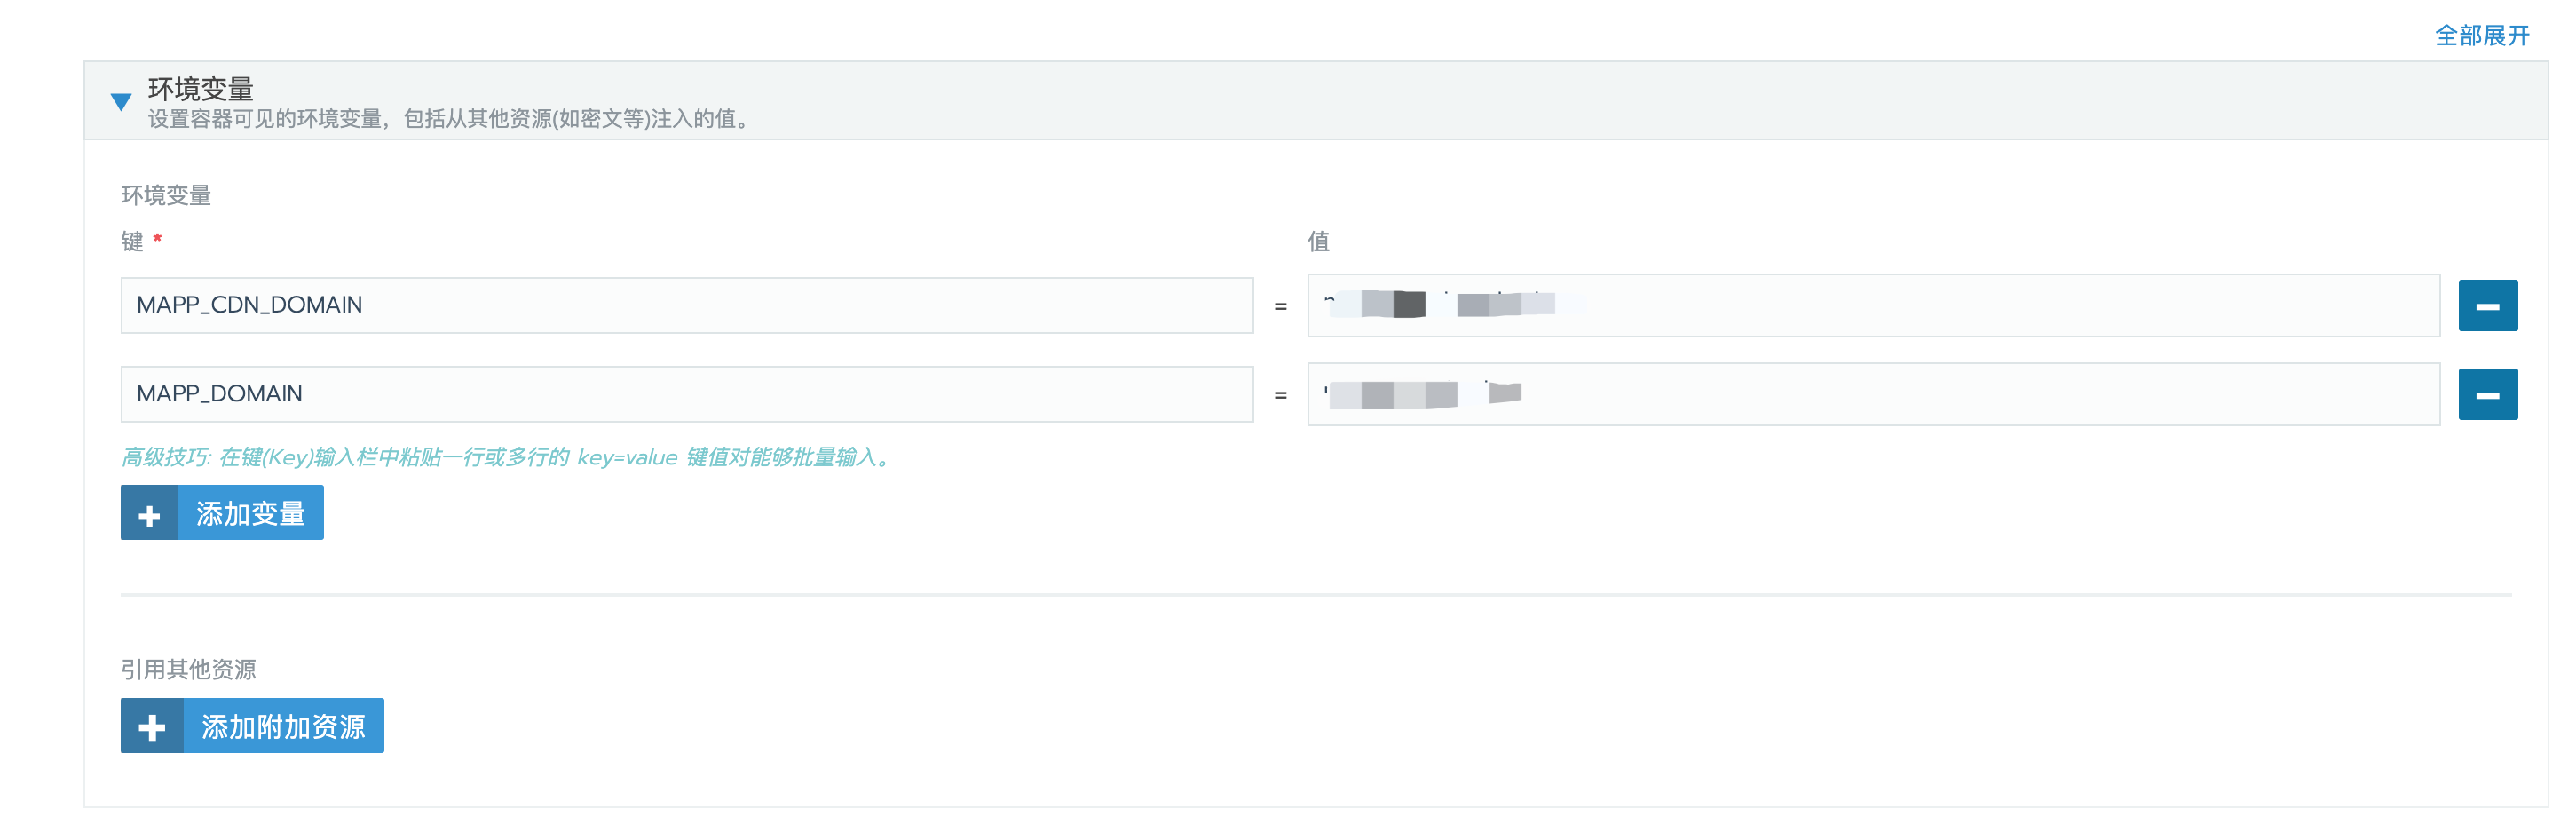 全部展开
环境变量
设置容器可见的环境变量，包括从其他资源(如密文等)注入的值。
环境变量
键 * 值
MAPP_CDN_DOMAIN =
MAPP_DOMAIN =
高级技巧: 在键(Key)输入栏中粘贴一行或多行的 key=value 键值对能够批量输入。
添加变量
引用其他资源
添加附加资源